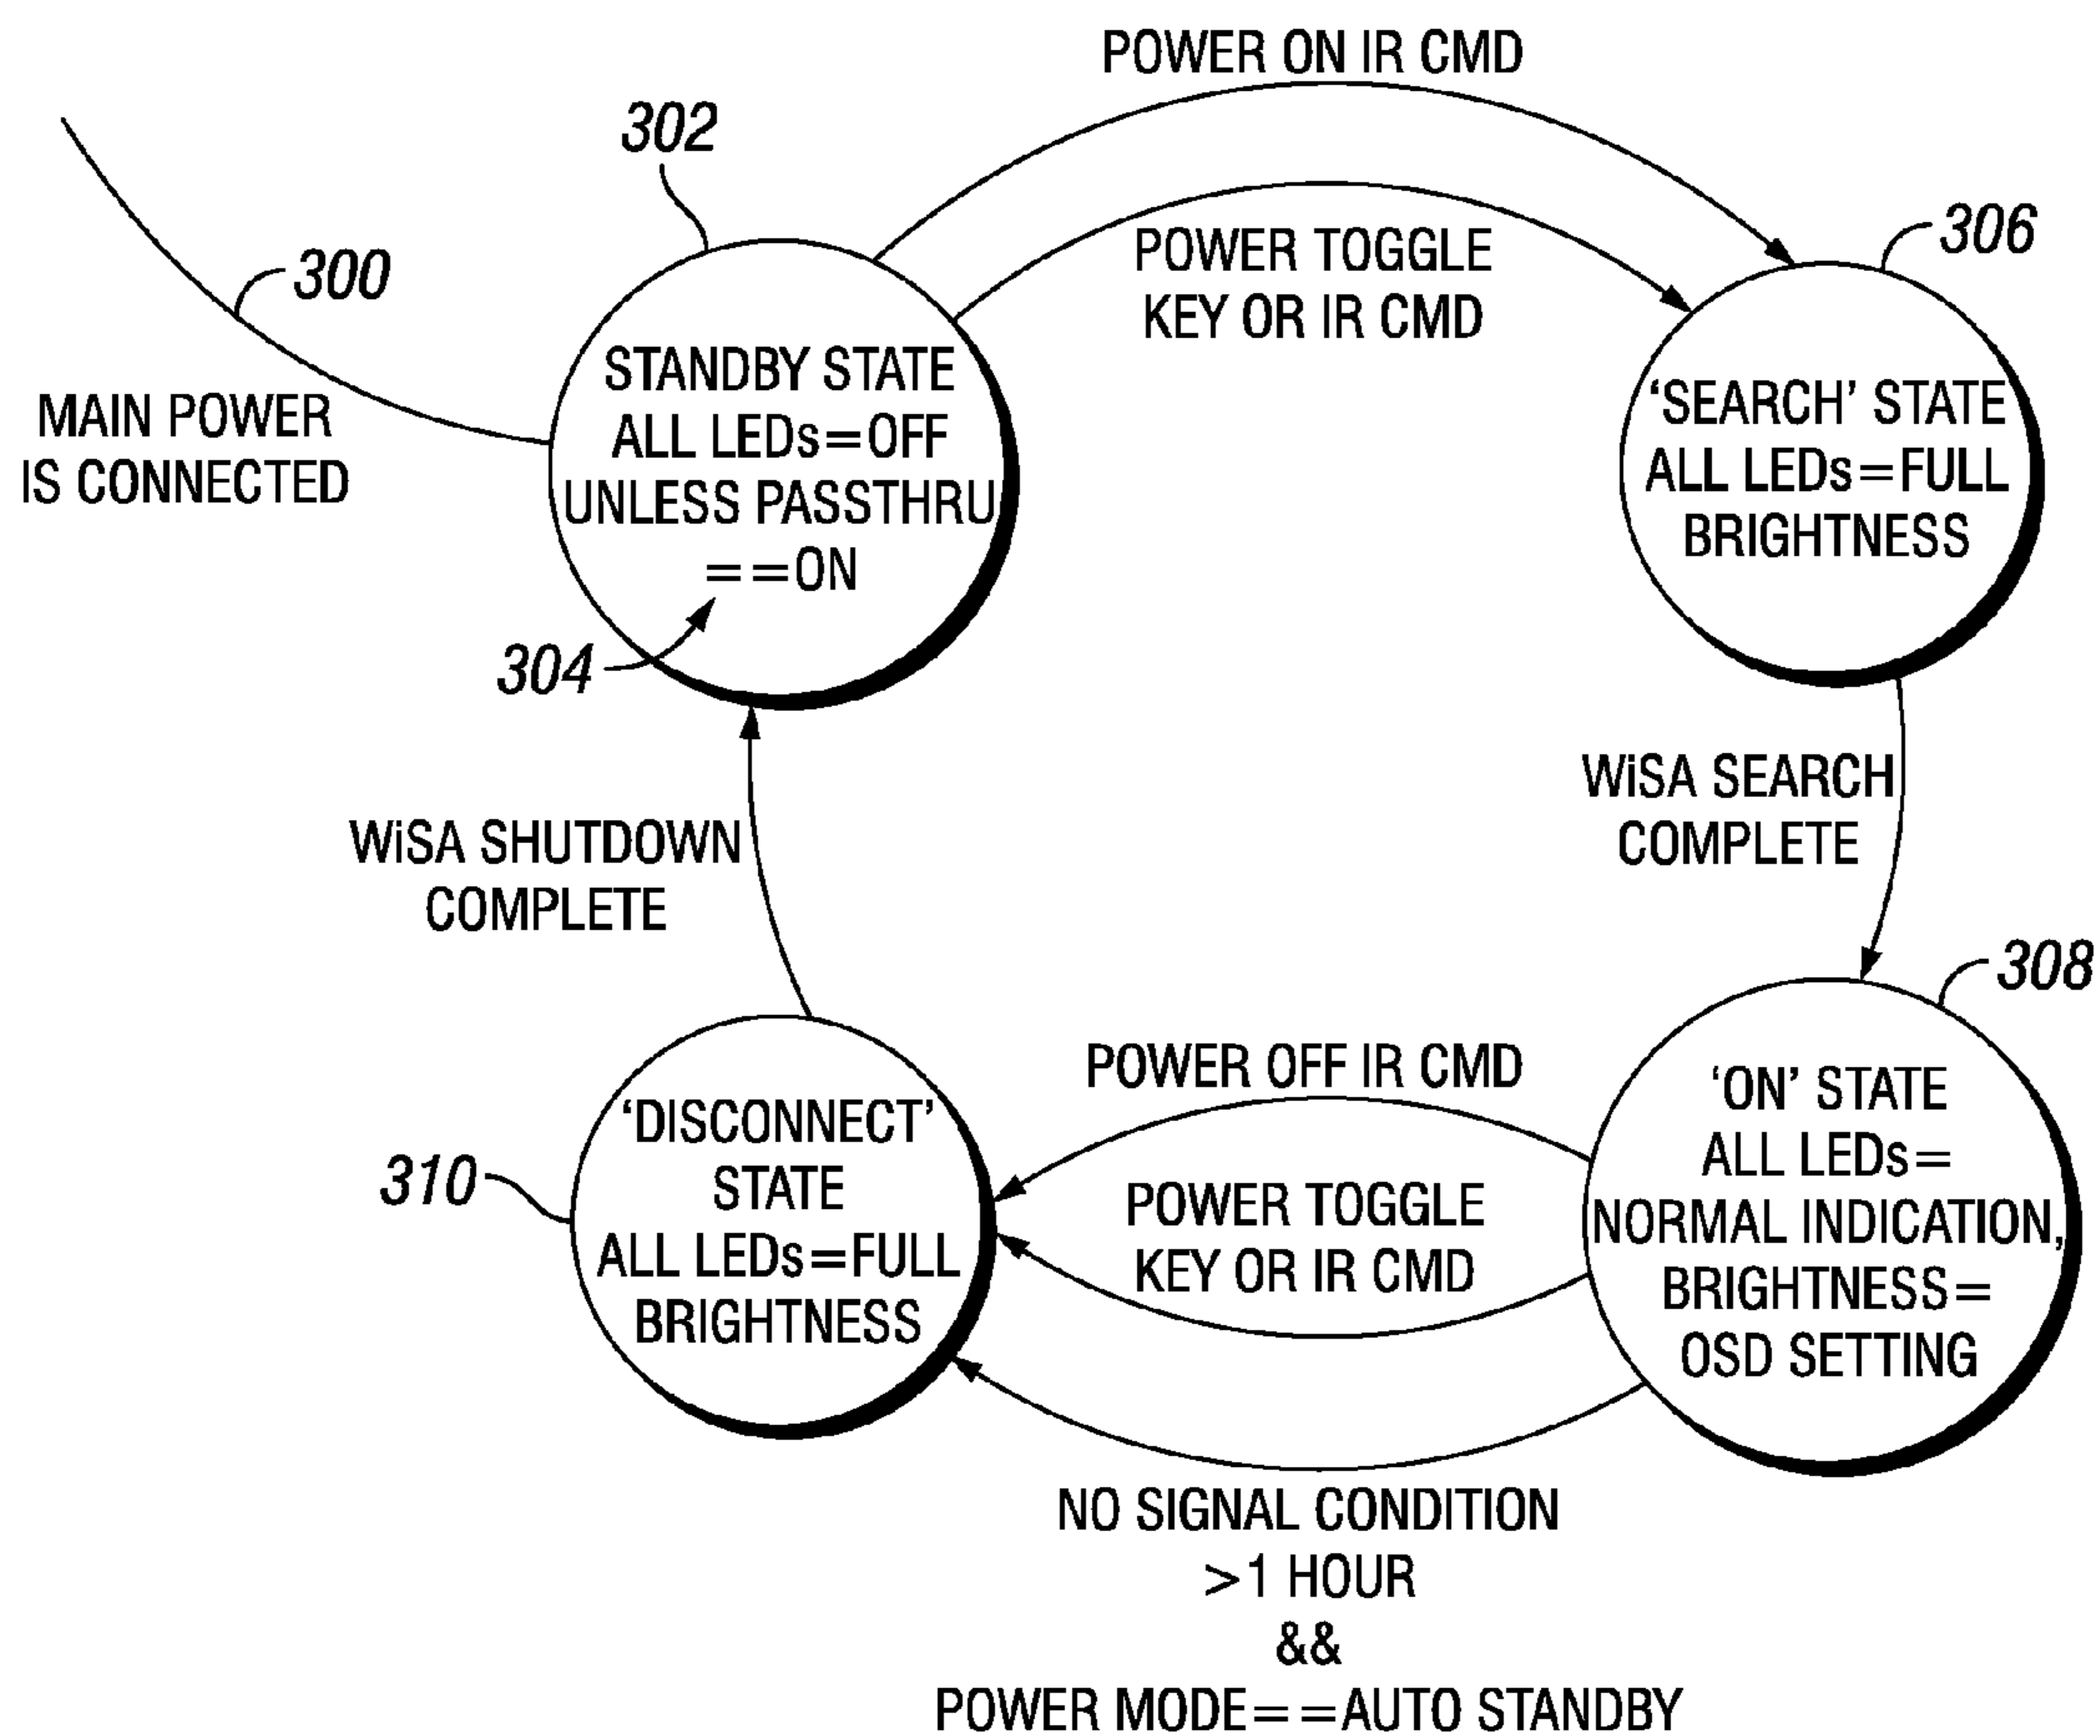 POWER ON IR CMD
302
306
300
POWER TOGGLE
KEY OR IR CMD
MAIN POWER
IS CONNECTED
STANDBY STATE
ALL LEDs=OFF
UNLESS PASSTHRU
==ON
304
'SEARCH' STATE
ALL LEDs=FULL
BRIGHTNESS
WiSA SEARCH
COMPLETE
WiSA SHUTDOWN
COMPLETE
308
POWER OFF IR CMD
310
'DISCONNECT'
STATE
ALL LEDs=FULL
BRIGHTNESS
POWER TOGGLE
KEY OR IR CMD
'ON' STATE
ALL LEDs=
NORMAL INDICATION,
BRIGHTNESS=
OSD SETTING
NO SIGNAL CONDITION
>1 HOUR
&&
POWER MODE==AUTO STANDBY